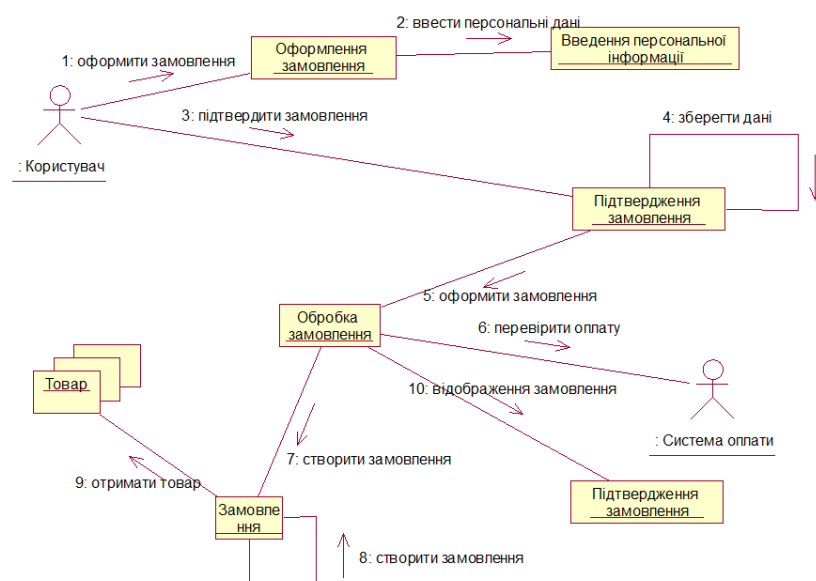 2: ввести персональні дані
Оформлення
замовлення
Введення персональної
інформації
1: оформити замовлення
3: підтвердити замовлення
4: зберегти дані
: Користувач
Підтвердження
замовлення
5: оформити замовлення
Обробка
замовлення
6: перевірити оплату
Товар
10: відображення замовлення
: Система оплати
7: створити замовлення
9: отримати товар
Підтвердження
замовлення
Замовле
ння
8: створити замовлення